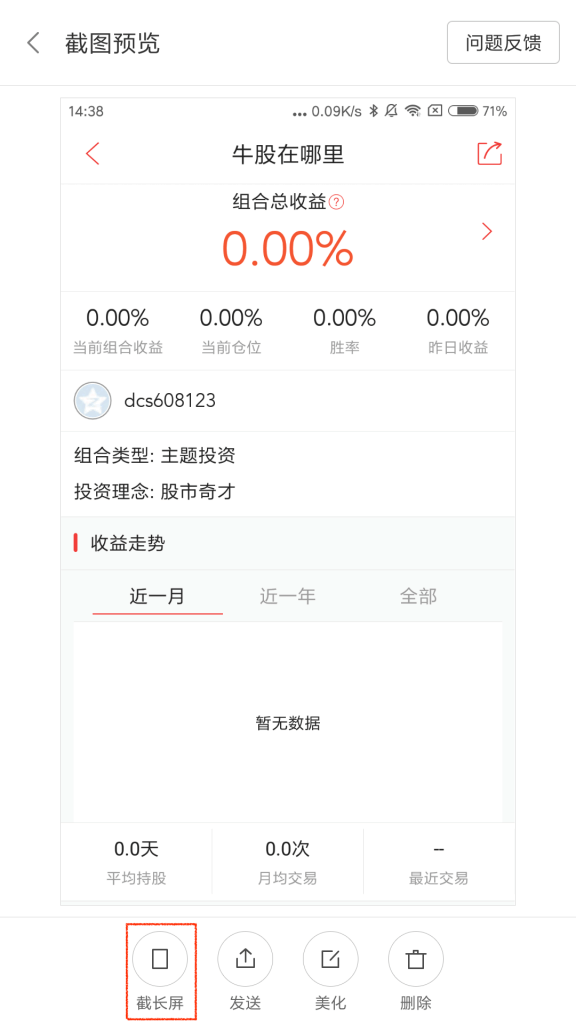 截图预览
问题反馈
14:38
... 0.09K/s
71%
牛股在哪里
组合总收益?
0.00%
0.00% 0.00% 0.00% 0.00%
当前组合收益 当前仓位 胜率 昨日收益
dcs608123
组合类型: 主题投资
投资理念: 股市奇才
收益走势
近一月 近一年 全部
暂无数据
0.0天 0.0次 --
平均持股 月均交易 最近交易
截长屏 发送 美化 删除